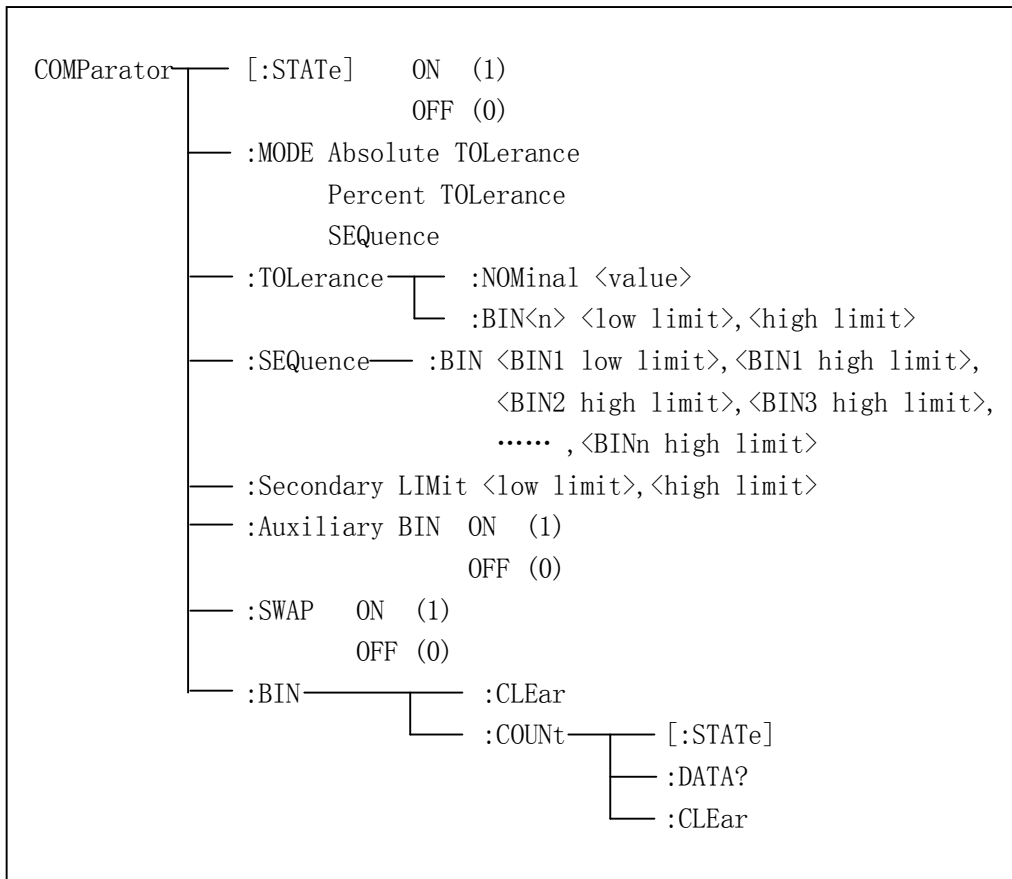 COMParator [:STATe] ON (1)
OFF (0)
:MODE Absolute TOLerance
Percent TOLerance
SEQuence
:TOLerance :NOMinal <value>
:BIN<n> <low limit>,<high limit>
:SEQuence :BIN <BIN1 low limit>,<BIN1 high limit>,
<BIN2 high limit>,<BIN3 high limit>,
…… ,<BINn high limit>
:Secondary LIMit <low limit>,<high limit>
:Auxiliary BIN ON (1)
OFF (0)
:SWAP ON (1)
OFF (0)
:BIN :CLEar
:COUNt [:STATe]
:DATA?
:CLEar